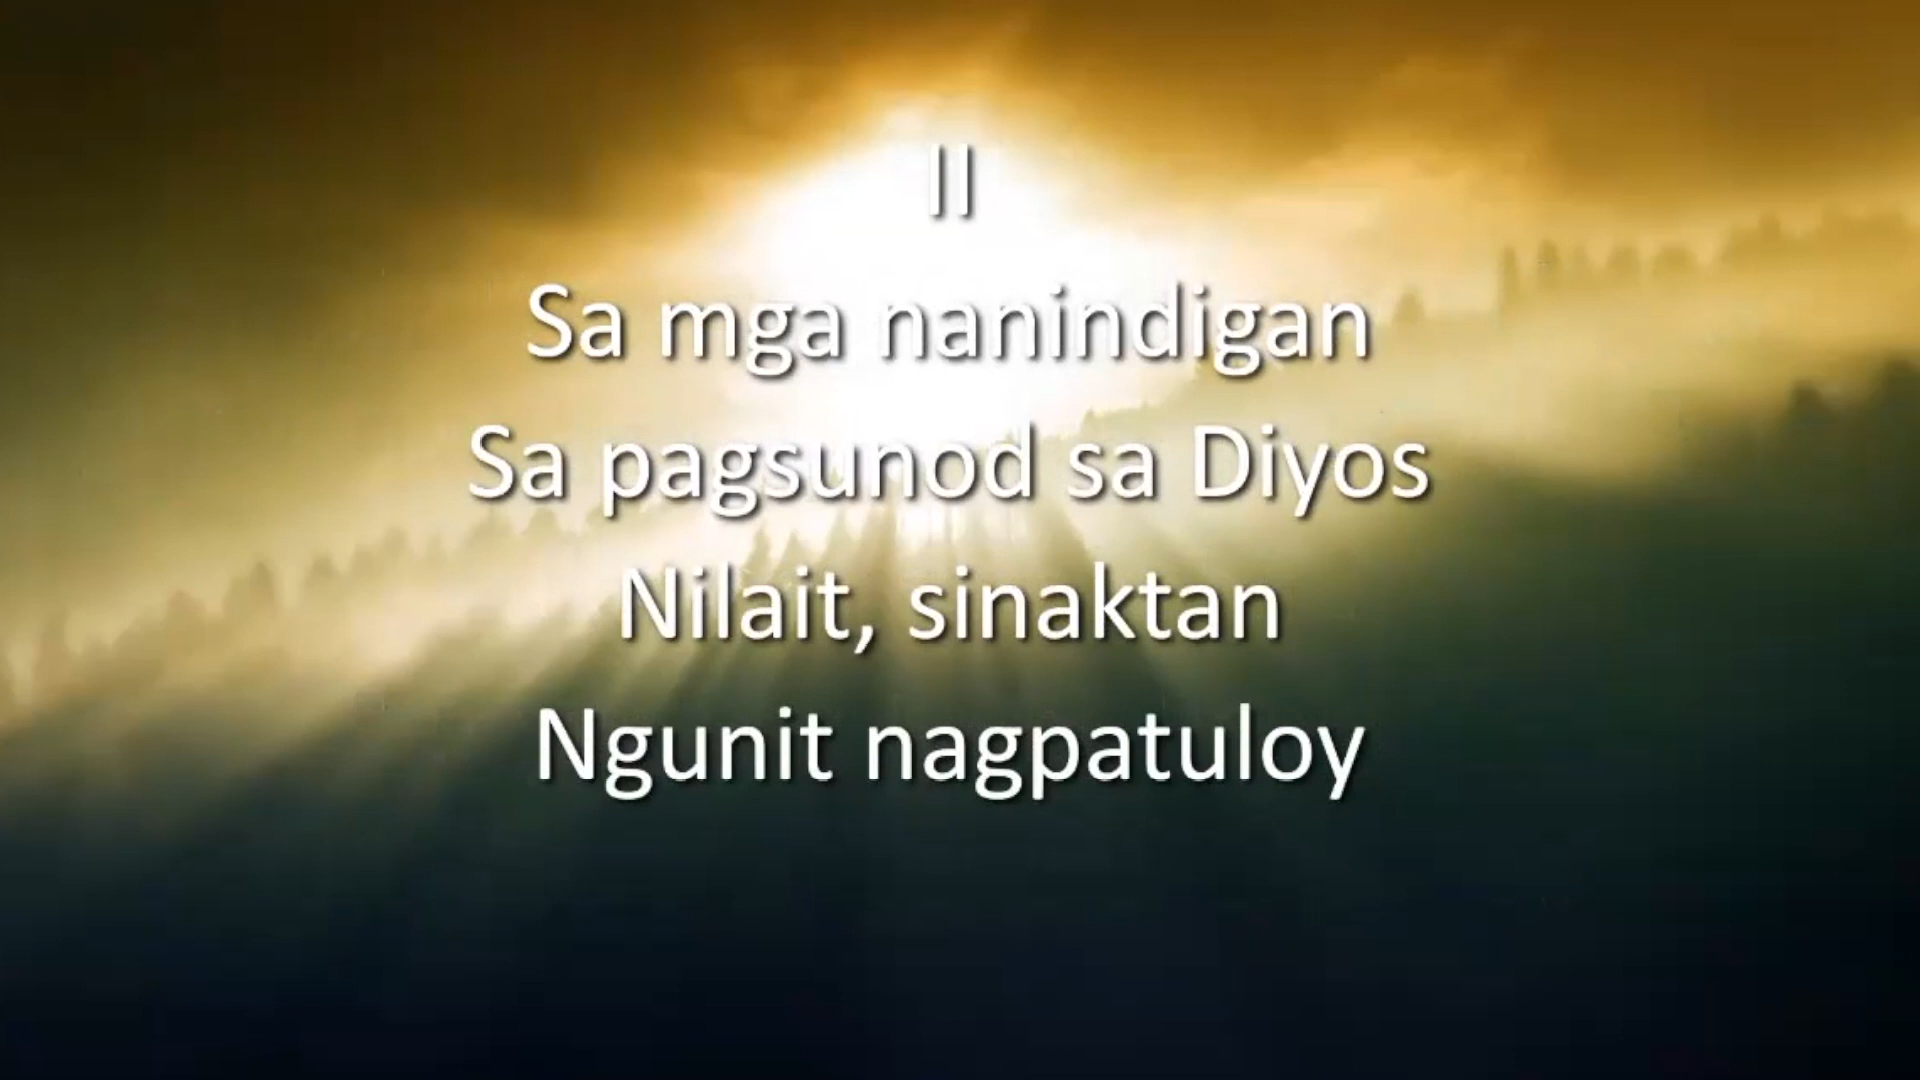 II
Sa mga nanindigan
Sa pagsunod sa Diyos
Nilait, sinaktan
Ngunit nagpatuloy